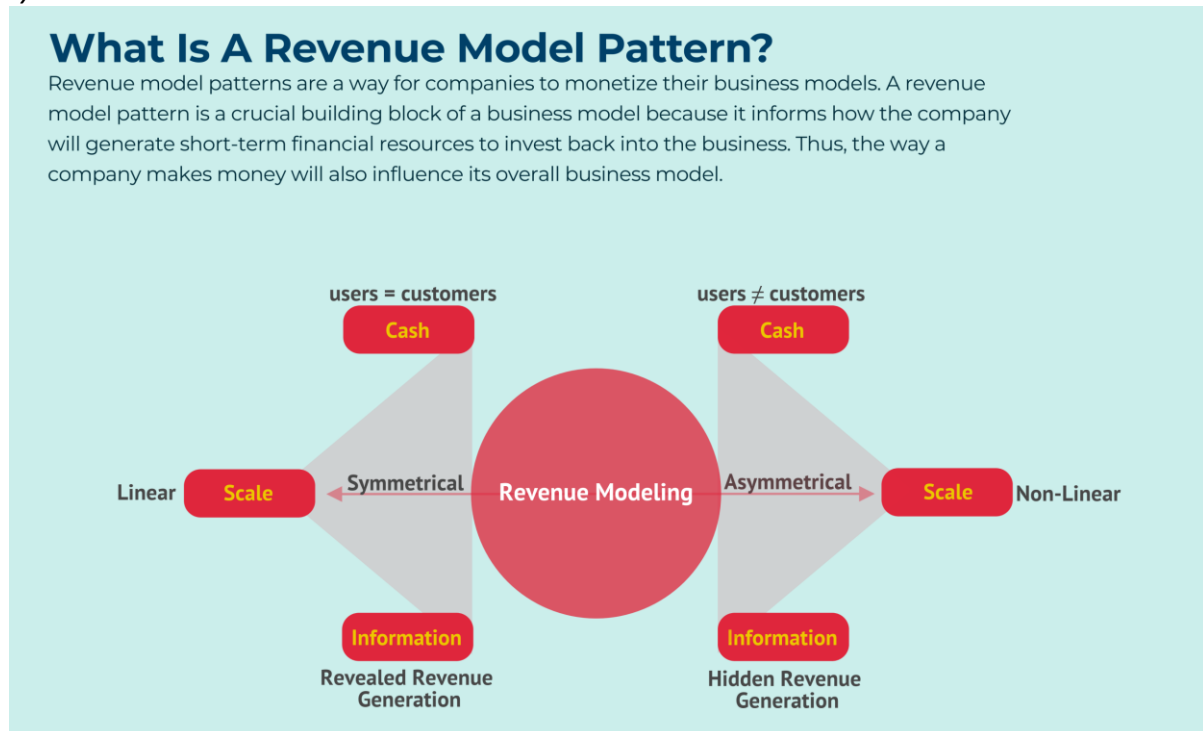 What Is A Revenue Model Pattern?
Revenue model patterns are a way for companies to monetize their business models. A revenue
model pattern is a crucial building block of a business model because it informs how the company
will generate short-term financial resources to invest back into the business. Thus, the way a
company makes money will also influence its overall business model.
users = customers
users ≠ customers
Cash
Cash
Linear
Scale
Symmetrical
Revenue Modeling
Asymmetrical
Scale
Non-Linear
Information
Information
Revealed Revenue
Generation
Hidden Revenue
Generation